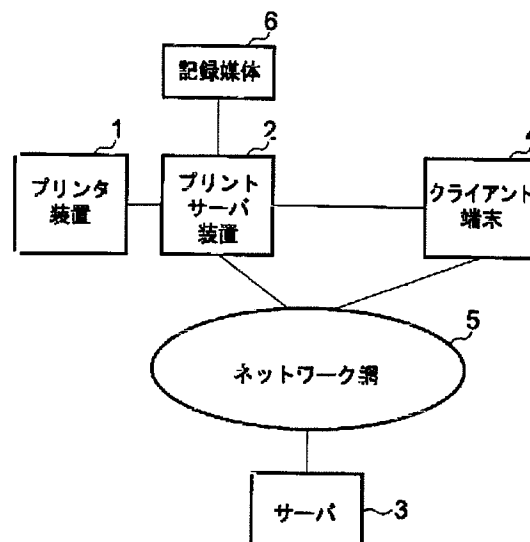 6
記録媒体
1
2
4
プリンタ
装置
プリント
サーバ
装置
クライアント
端末
5
ネットワーク網
サーバ
3